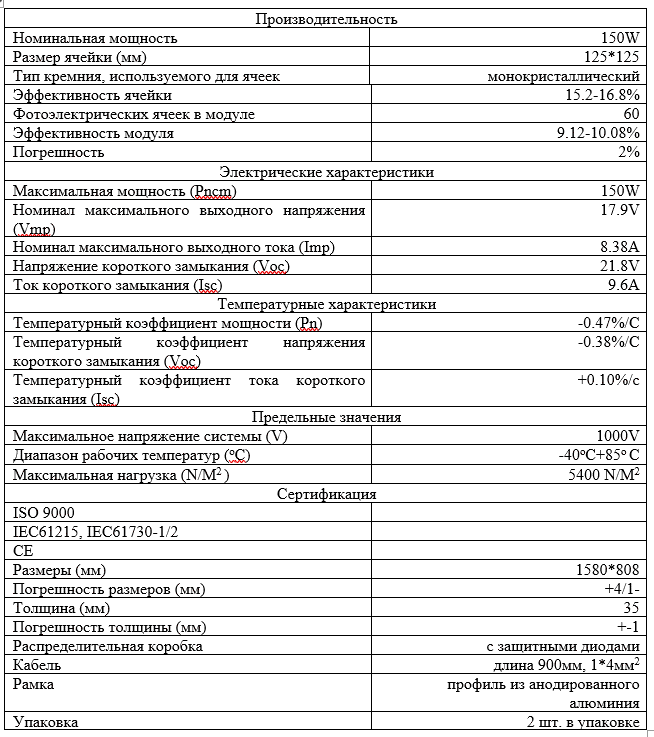 Производительность
Номинальная мощность 150W
Размер ячейки (мм) 125*125
Тип кремния, используемого для ячеек монокристаллический
Эффективность ячейки 15.2-16.8%
Фотоэлектрических ячеек в модуле 60
Эффективность модуля 9.12-10.08%
Погрешность 2%
Электрические характеристики
Максимальная мощность (Pncm) 150W
Номинал максимального выходного напряжения 17.9V
(Vmp)
Номинал максимального выходного тока (Imp) 8.38A
Напряжение короткого замыкания (Voc) 21.8V
Ток короткого замыкания (Isc) 9.6A
Температурные характеристики
Температурный коэффициент мощности (Pn) -0.47%/C
Температурный коэффициент напряжения -0.38%/C
короткого замыкания (Voc)
Температурный коэффициент тока короткого +0.10%/c
замыкания (Isc)
Предельные значения
Максимальное напряжение системы (V) 1000V
Диапазон рабочих температур (°C) -40°C+85° C
Максимальная нагрузка (N/M²) 5400 N/M²
Сертификация
ISO 9000
IEC61215, IEC61730-1/2
CE
Размеры (мм) 1580*808
Погрешность размеров (мм) +4/1-
Толщина (мм) 35
Погрешность толщины (мм) +-1
Распределительная коробка с защитными диодами
Кабель длина 900мм, 1*4мм²
Рамка профиль из анодированного
алюминия
Упаковка 2 шт. в упаковке